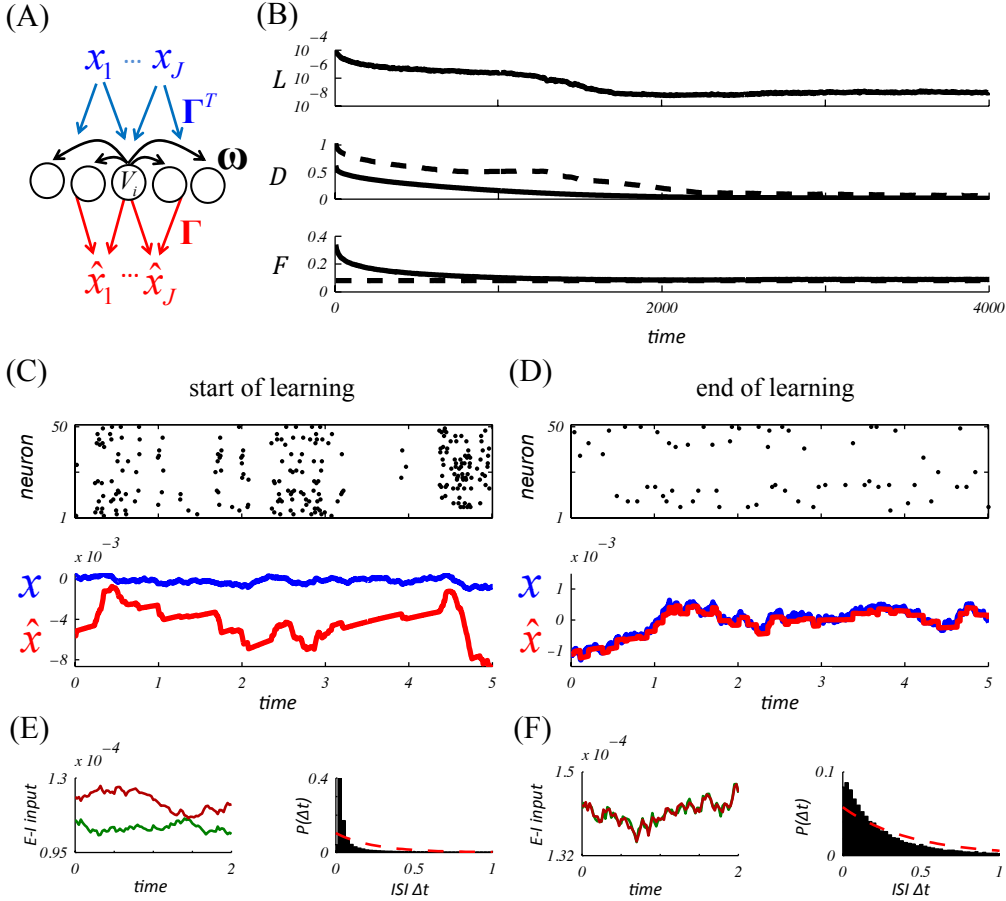 (A)
x₁ ... x_J
Γᵀ
ω
V_i
Γ
x̂₁ ... x̂_J
(B)
L
10⁻⁴
10⁻⁶
10⁻⁸
D
1
0.5
0
F
0.4
0.2
0
0 2000 4000
time
(C)
start of learning
neuron
50
1
x 10⁻³
x
x̂
0
-4
-8
0 1 2 3 4 5
time
(D)
end of learning
neuron
50
1
x 10⁻³
x
x̂
1
0
-1
0 1 2 3 4 5
time
(E)
x 10⁻⁴
E-I input
1.3
0.95
0 2
time
P(Δt)
0.4
0
0 0.5 1
ISI Δt
(F)
x 10⁻⁴
E-I input
1.5
1.32
0 2
time
P(Δt)
0.1
0
0 0.5 1
ISI Δt